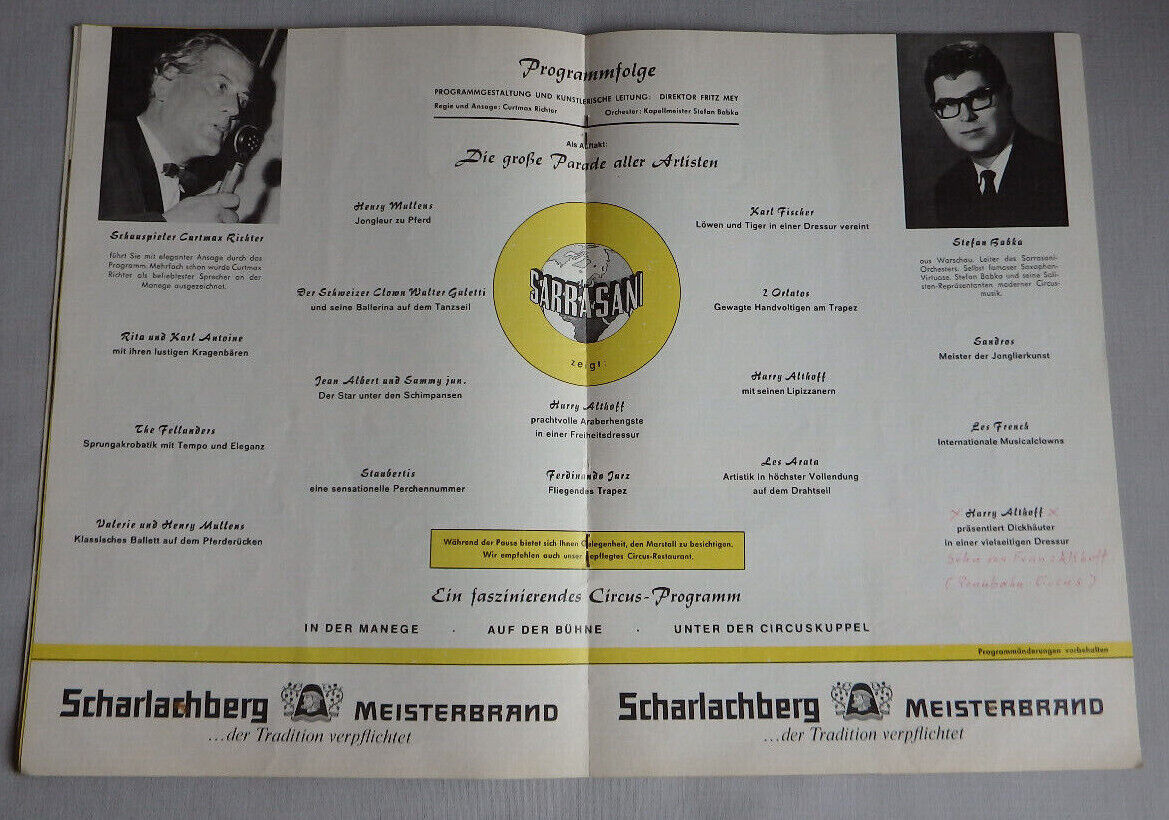 Programmfolge
PROGRAMMGESTALTUNG UND KÜNSTLERISCHE LEITUNG: DIREKTOR FRITZ MEY
Regie und Ansage: Curtmax Richter Orchester: Kapellmeister Stefan Babka
Als Auftakt:
Die große Parade aller Artisten
Schauspieler Curtmax Richter
führt Sie mit eleganter Ansage durch das
Programm. Mehrfach schon wurde Curtmax
Richter als beliebtester Sprecher an der
Manege ausgezeichnet.
Rita und Karl Antoine
mit ihren lustigen Kragenbären
The Fellanders
Sprungakrobatik mit Tempo und Eleganz
Valerie und Henry Mullens
Klassisches Ballett auf dem Pferderücken
Henry Mullens
Jongleur zu Pferd
Der Schweizer Clown Walter Galetti
und seine Ballerina auf dem Tanzseil
Jean Albert und Sammy jun.
Der Star unter den Schimpansen
Staubertis
eine sensationelle Perchennummer
SARRASANI
zeigt:
Harry Althoff
prachtvolle Araberhengste
in einer Freiheitsdressur
Ferdinando Jarz
Fliegendes Trapez
Karl Fischer
Löwen und Tiger in einer Dressur vereint
2 Orlatos
Gewagte Handvoltigen am Trapez
Harry Althoff
mit seinen Lipizzanern
Les Arata
Artistik in höchster Vollendung
auf dem Drahtseil
Stefan Babka
aus Warschau. Leiter des Sarrasani-
Orchesters. Selbst famoser Saxophon-
Virtuose. Stefan Babka und seine Soli-
sten-Repräsentanten moderner Circus-
musik.
Sandros
Meister der Jonglierkunst
Les French
Internationale Musicalclowns
x Harry Althoff x
präsentiert Dickhäuter
in einer vielseitigen Dressur
Sohn von Franz Althoff
Während der Pause bietet sich Ihnen Gelegenheit, den Marstall zu besichtigen.
Wir empfehlen auch unser gepflegtes Circus-Restaurant.
Ein faszinierendes Circus-Programm
IN DER MANEGE · AUF DER BÜHNE · UNTER DER CIRCUSKUPPEL
Programmänderungen vorbehalten
Scharlachberg MEISTERBRAND
...der Tradition verpflichtet
Scharlachberg MEISTERBRAND
...der Tradition verpflichtet